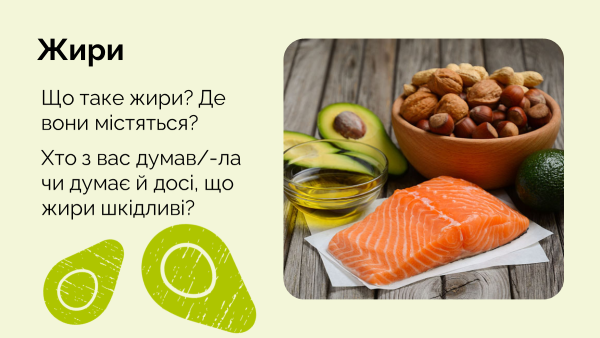 Жири
Що таке жири? Де
вони містяться?
Хто з вас думав/-ла
чи думає й досі, що
жири шкідливі?